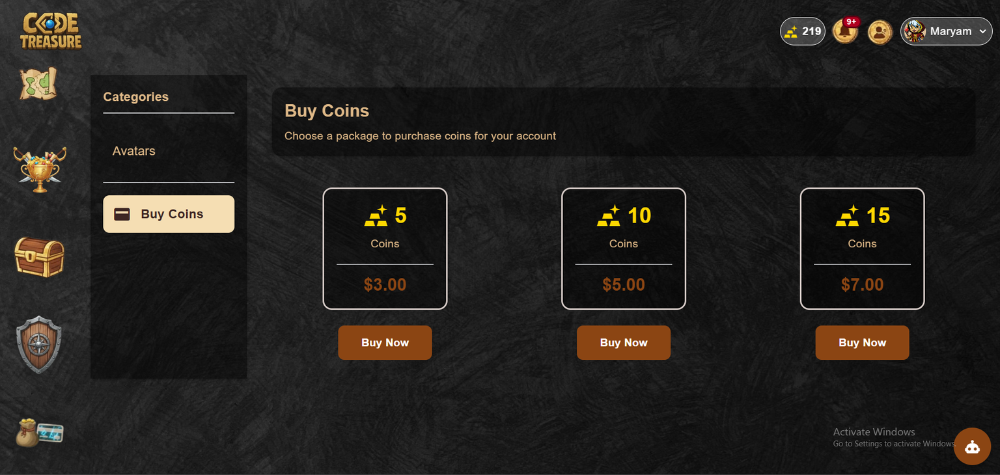 CODE
TREASURE
219
9+
Maryam
Categories
Avatars
Buy Coins
Buy Coins
Choose a package to purchase coins for your account
5
Coins
$3.00
Buy Now
10
Coins
$5.00
Buy Now
15
Coins
$7.00
Buy Now
Activate Windows
Go to Settings to activate Windows.